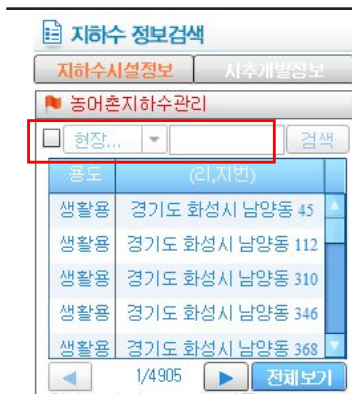 지하수 정보검색
지하수시설정보 시추개발정보
농어촌지하수관리
현장... 검색
용도 (리,지번)
생활용 경기도 화성시 남양동 45
생활용 경기도 화성시 남양동 112
생활용 경기도 화성시 남양동 310
생활용 경기도 화성시 남양동 346
생활용 경기도 화성시 남양동 368
1/4905 전체보기